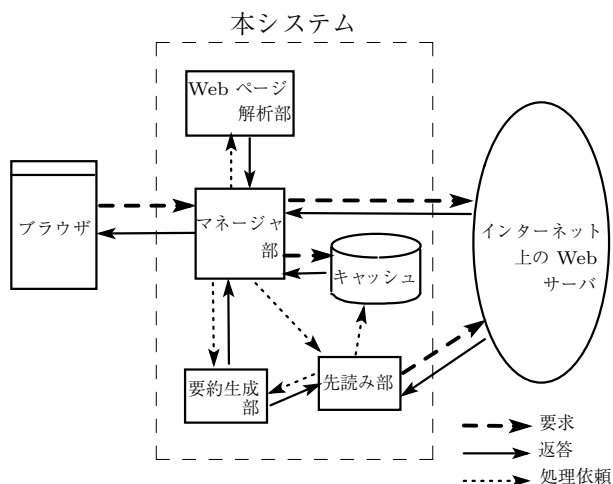 本システム
Web ページ
解析部
ブラウザ
マネージャ
部
キャッシュ
インターネット
上の Web
サーバ
要約生成
部
先読み部
要求
返答
処理依頼